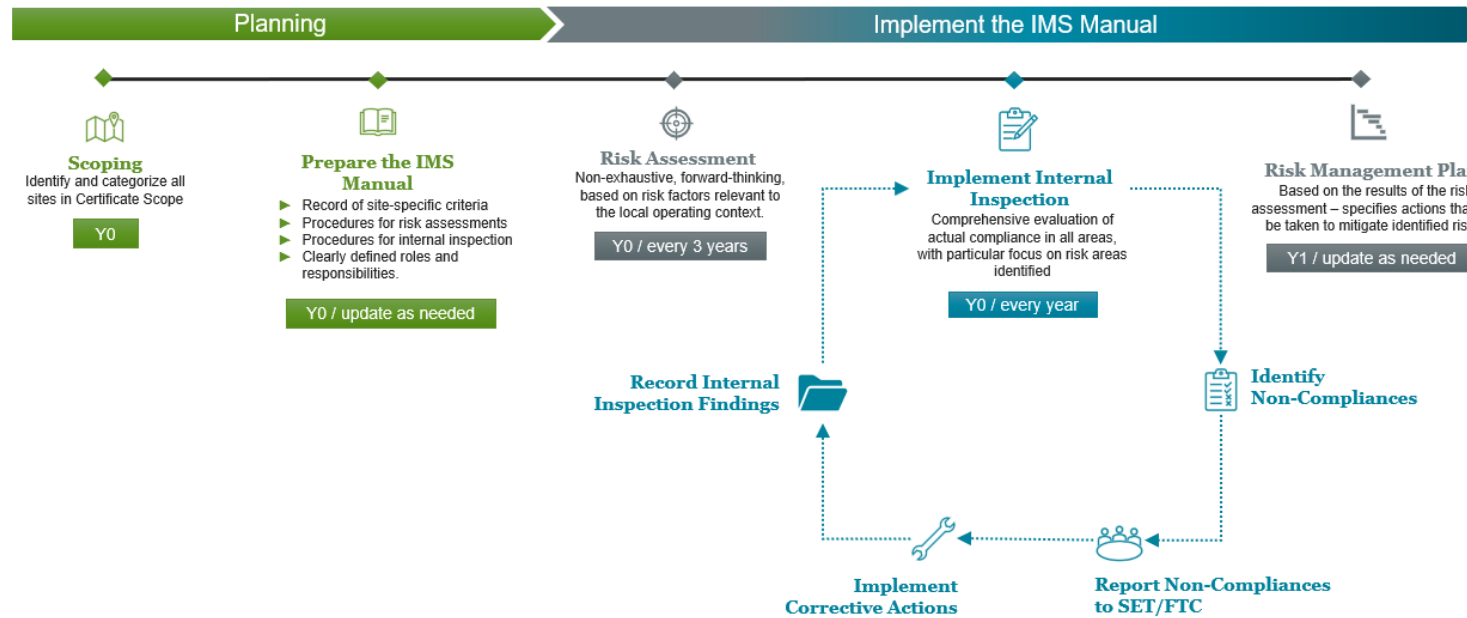 Planning
Implement the IMS Manual
Scoping
Identify and categorize all
sites in Certificate Scope
Y0
Prepare the IMS
Manual
Record of site-specific criteria
Procedures for risk assessments
Procedures for internal inspection
Clearly defined roles and
responsibilities.
Y0 / update as needed
Risk Assessment
Non-exhaustive, forward-thinking,
based on risk factors relevant to
the local operating context.
Y0 / every 3 years
Implement Internal
Inspection
Comprehensive evaluation of
actual compliance in all areas,
with particular focus on risk areas
identified
Y0 / every year
Risk Management Pla
Based on the results of the risk
assessment – specifies actions tha
be taken to mitigate identified ris
Y1 / update as needed
Record Internal
Inspection Findings
Identify
Non-Compliances
Implement
Corrective Actions
Report Non-Compliances
to SET/FTC